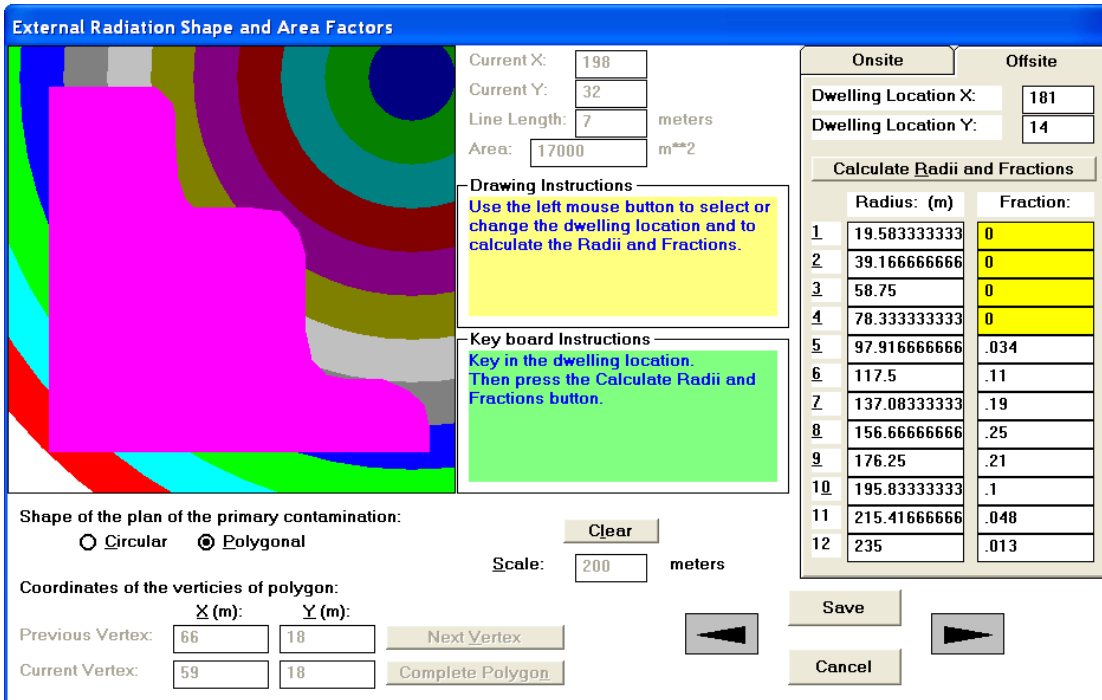 External Radiation Shape and Area Factors
Current X: 198
Current Y: 32
Line Length: 7 meters
Area: 17000 m**2
Drawing Instructions
Use the left mouse button to select or
change the dwelling location and to
calculate the Radii and Fractions.
Key board Instructions
Key in the dwelling location.
Then press the Calculate Radii and
Fractions button.
Onsite Offsite
Dwelling Location X: 181
Dwelling Location Y: 14
Calculate Radii and Fractions
Radius: (m) Fraction:
1 19.583333333 0
2 39.166666666 0
3 58.75 0
4 78.333333333 0
5 97.916666666 .034
6 117.5 .11
7 137.08333333 .19
8 156.66666666 .25
9 176.25 .21
10 195.83333333 .1
11 215.41666666 .048
12 235 .013
Shape of the plan of the primary contamination:
Circular Polygonal
Clear
Scale: 200 meters
Coordinates of the verticies of polygon:
X (m): Y (m):
Previous Vertex: 66 18 Next Vertex
Current Vertex: 59 18 Complete Polygon
Save
Cancel